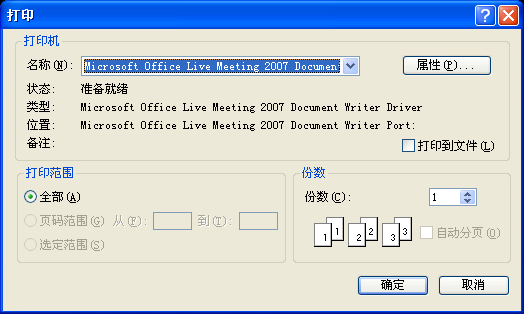 打印
打印机
名称(N):
Microsoft Office Live Meeting 2007 Documen
属性(P)...
状态: 准备就绪
类型: Microsoft Office Live Meeting 2007 Document Writer Driver
位置: Microsoft Office Live Meeting 2007 Document Writer Port:
备注:
打印到文件(L)
打印范围
全部(A)
页码范围(G) 从(F): 到(T):
选定范围(S)
份数
份数(C): 1
1 1 2 2 3 3
自动分页(O)
确定 取消